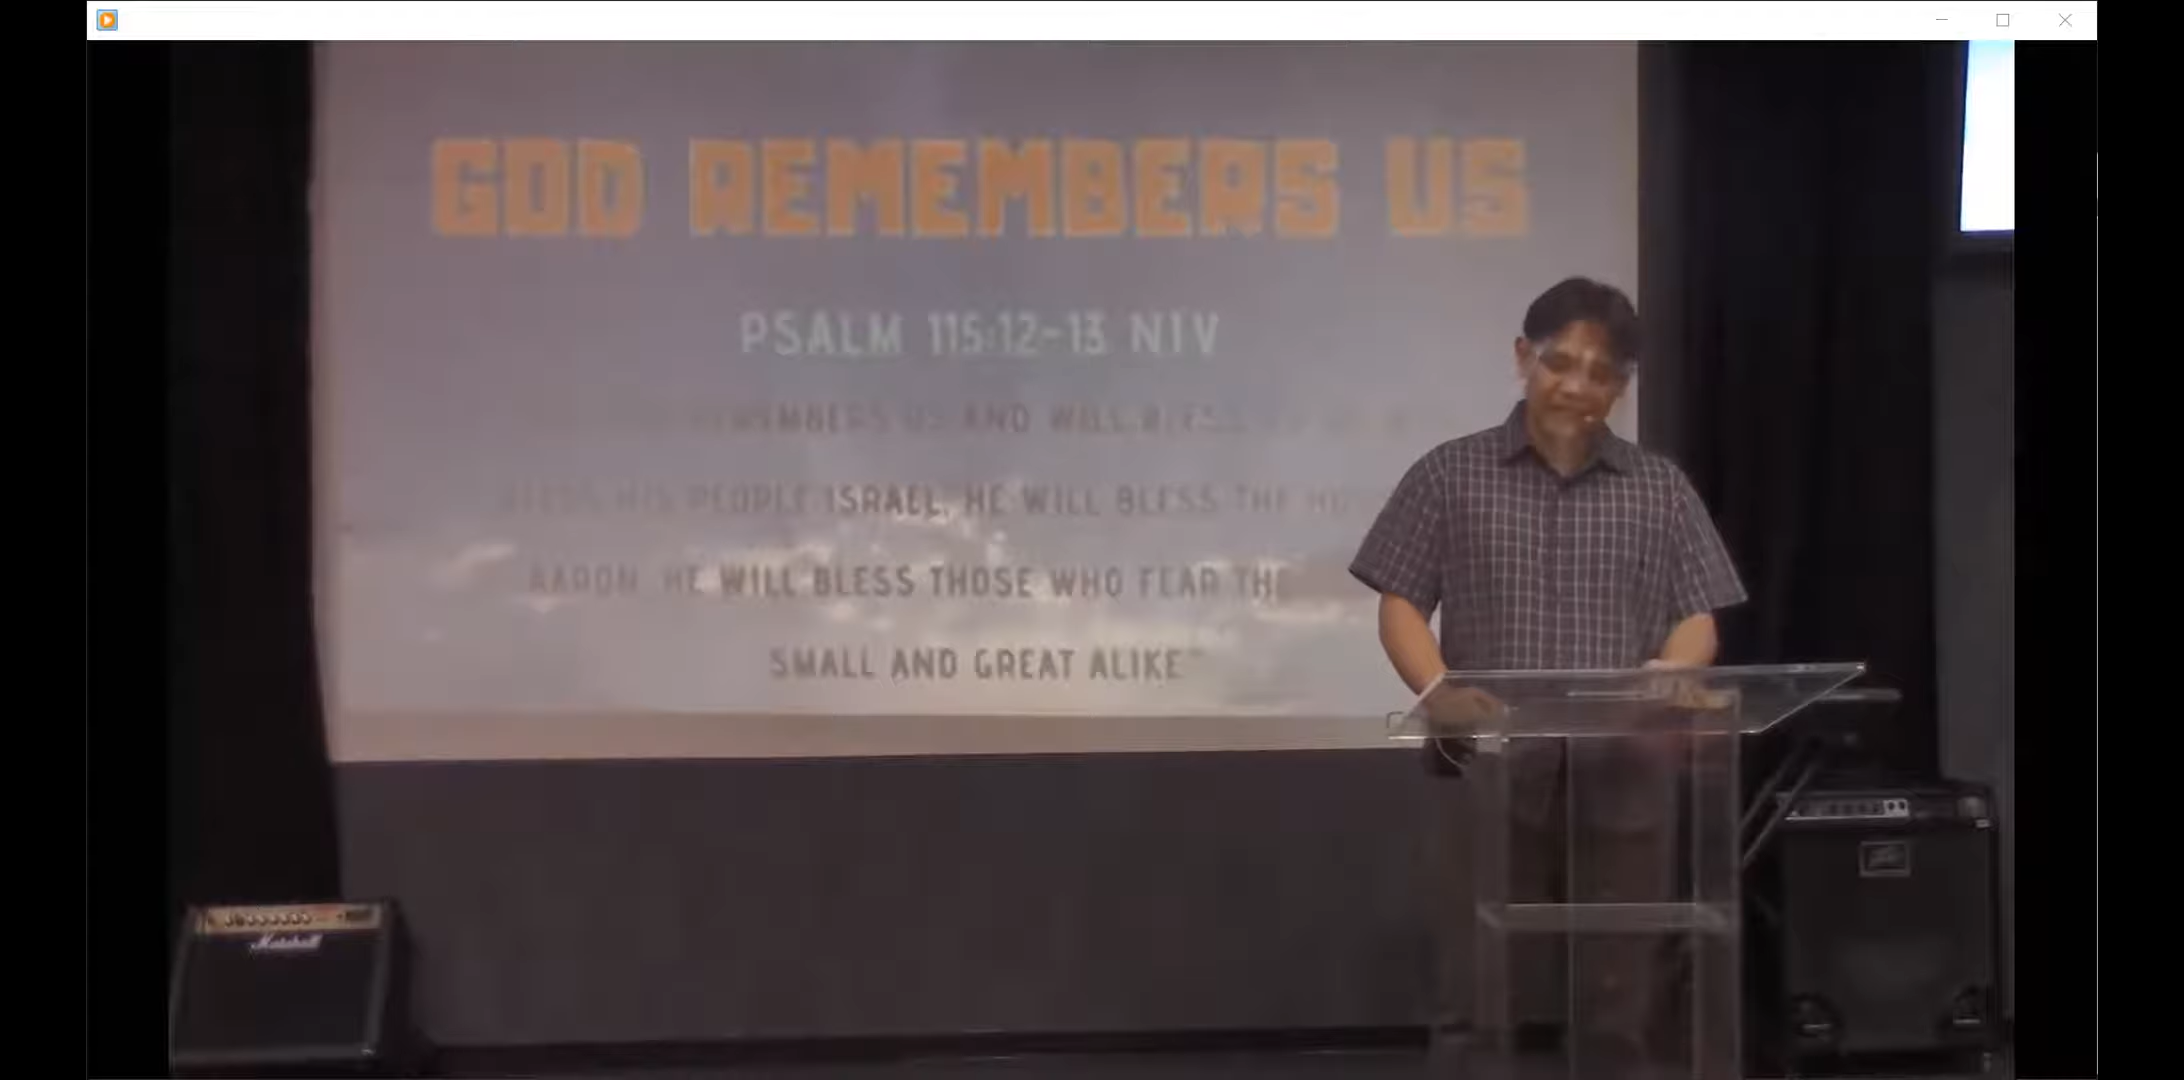 GOD REMEMBERS US
PSALM 115:12-13 NIV
REMEMBERS US AND WILL BLESS
BLESS HIS PEOPLE ISRAEL, HE WILL BLESS THE
AARON, HE WILL BLESS THOSE WHO FEAR THE
SMALL AND GREAT ALIKE"
Marshall